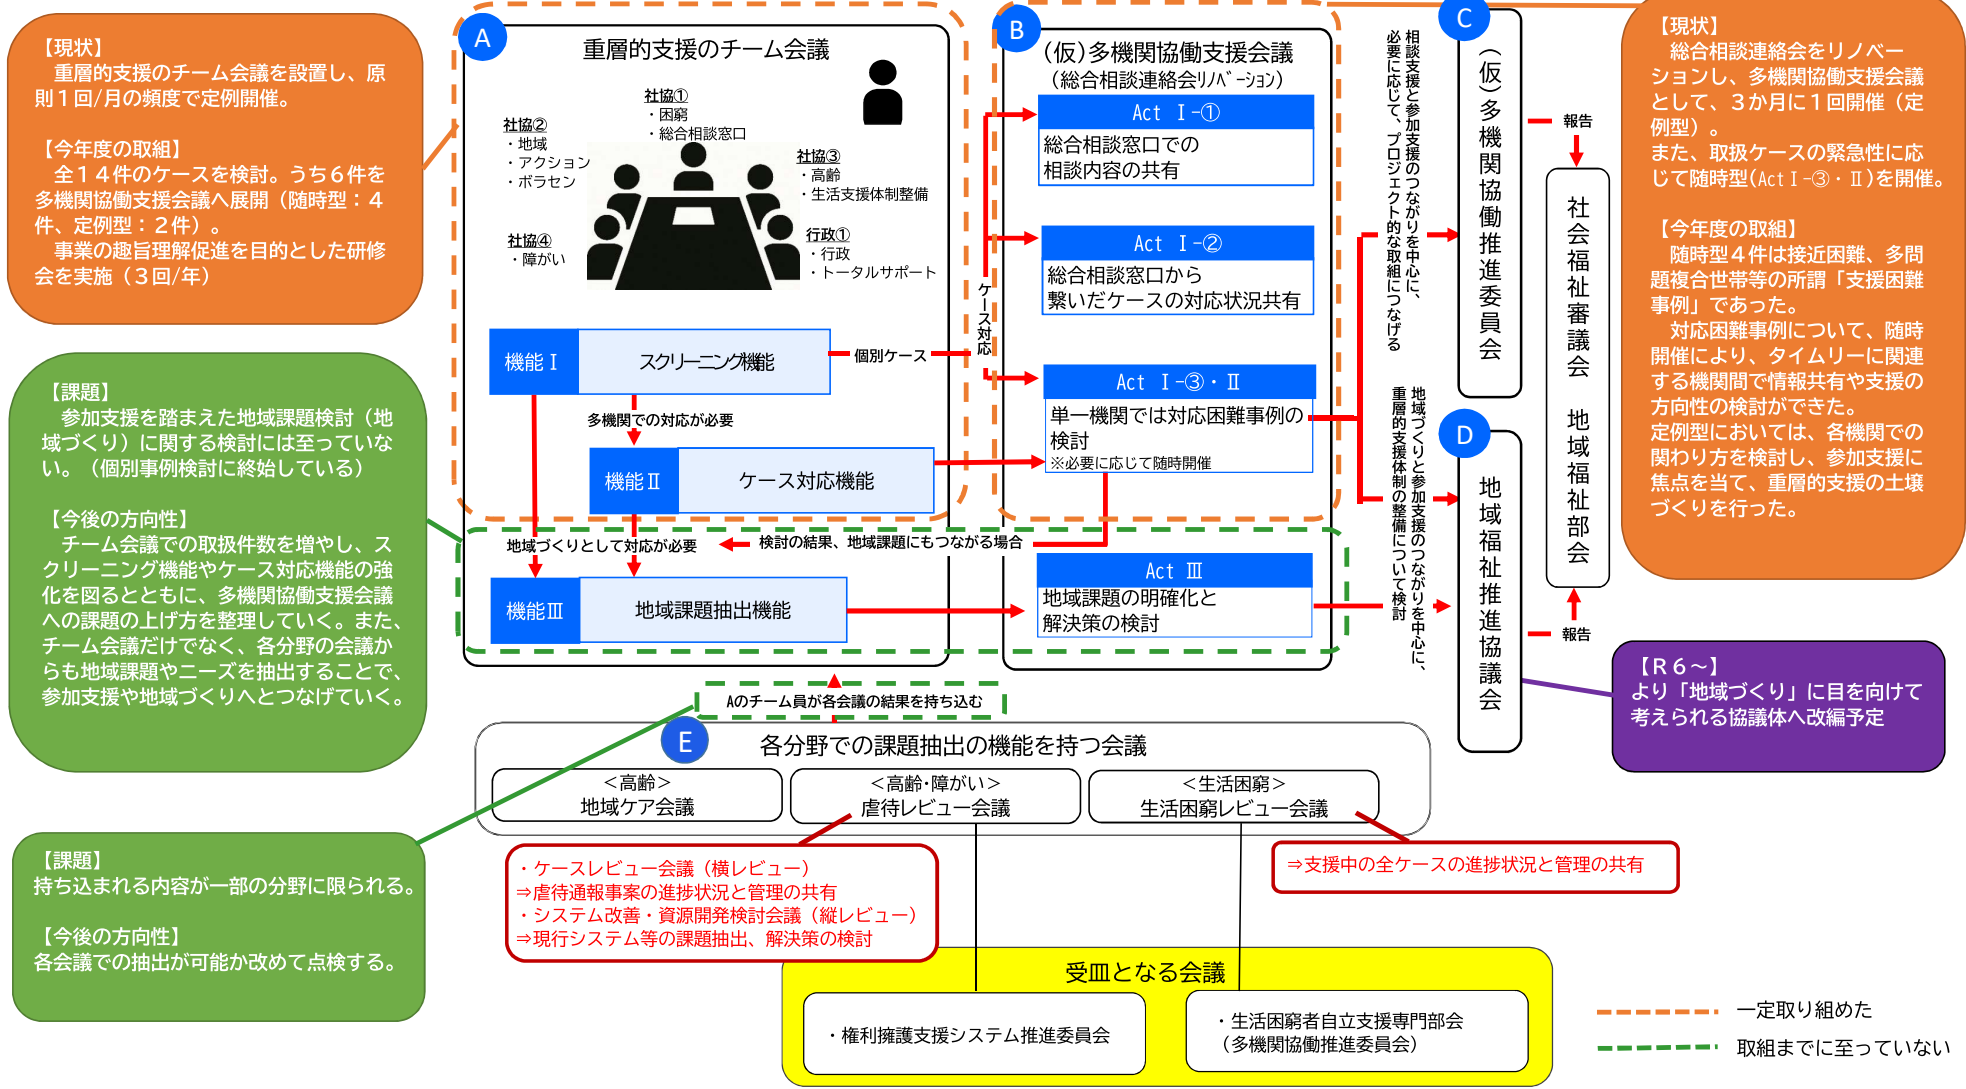 【現状】
　重層的支援のチーム会議を設置し、原
則１回/月の頻度で定例開催。
【今年度の取組】
　全１４件のケースを検討。うち６件を
多機関協働支援会議へ展開（随時型：４
件、定例型：２件）。
　事業の趣旨理解促進を目的とした研修
会を実施（３回/年）
【課題】
　参加支援を踏まえた地域課題検討（地
域づくり）に関する検討には至っていな
い。（個別事例検討に終始している）
【今後の方向性】
　チーム会議での取扱件数を増やし、ス
クリーニング機能やケース対応機能の強
化を図るとともに、多機関協働支援会議
への課題の上げ方を整理していく。また、
チーム会議だけでなく、各分野の会議か
らも地域課題やニーズを抽出することで、
参加支援や地域づくりへとつなげていく。
【課題】
持ち込まれる内容が一部の分野に限られる。
【今後の方向性】
各会議での抽出が可能か改めて点検する。
A
重層的支援のチーム会議
社協①
・困窮
・総合相談窓口
社協②
・地域
・アクション
・ボラセン
社協③
・高齢
・生活支援体制整備
社協④
・障がい
行政①
・行政
・トータルサポート
機能Ⅰ
スクリーニング機能
個別ケース
多機関での対応が必要
機能Ⅱ
ケース対応機能
地域づくりとして対応が必要
検討の結果、地域課題にもつながる場合
機能Ⅲ
地域課題抽出機能
ケース対応
B
（仮）多機関協働支援会議
（総合相談連絡会ﾘﾉﾍﾞｰｼｮﾝ）
Act Ⅰ-①
総合相談窓口での
相談内容の共有
Act Ⅰ-②
総合相談窓口から
繋いだケースの対応状況共有
Act Ⅰ-③・Ⅱ
単一機関では対応困難事例の
検討
※必要に応じて随時開催
Act Ⅲ
地域課題の明確化と
解決策の検討
相談支援と参加支援のつながりを中心に、
必要に応じて、プロジェクト的な取組につなげる
地域づくりと参加支援のつながりを中心に、
重層的支援体制の整備について検討
C
（仮）多機関協働推進委員会
D
地域福祉推進協議会
報告
社会福祉審議会　地域福祉部会
報告
【現状】
　総合相談連絡会をリノベー
ションし、多機関協働支援会議
として、３か月に１回開催（定
例型）。
また、取扱ケースの緊急性に応
じて随時型(ActⅠ-③・Ⅱ)を開催。
【今年度の取組】
　随時型４件は接近困難、多問
題複合世帯等の所謂「支援困難
事例」であった。
　対応困難事例について、随時
開催により、タイムリーに関連
する機関間で情報共有や支援の
方向性の検討ができた。
定例型においては、各機関での
関わり方を検討し、参加支援に
焦点を当て、重層的支援の土壌
づくりを行った。
【Ｒ６～】
より「地域づくり」に目を向けて
考えられる協議体へ改編予定
Aのチーム員が各会議の結果を持ち込む
E
各分野での課題抽出の機能を持つ会議
＜高齢＞
地域ケア会議
＜高齢・障がい＞
虐待レビュー会議
＜生活困窮＞
生活困窮レビュー会議
・ケースレビュー会議（横レビュー）
⇒虐待通報事案の進捗状況と管理の共有
・システム改善・資源開発検討会議（縦レビュー）
⇒現行システム等の課題抽出、解決策の検討
⇒支援中の全ケースの進捗状況と管理の共有
受皿となる会議
・権利擁護支援システム推進委員会
・生活困窮者自立支援専門部会
（多機関協働推進委員会）
一定取り組めた
取組までに至っていない